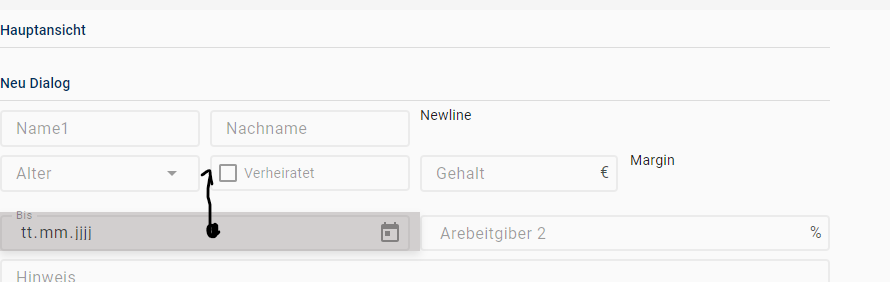 Hauptansicht
Neu Dialog
Name1
Nachname
Newline
Alter
Verheiratet
Gehalt
€
Margin
Bis
tt.mm.jjjj
Arebeitgiber 2
%
Hinweis